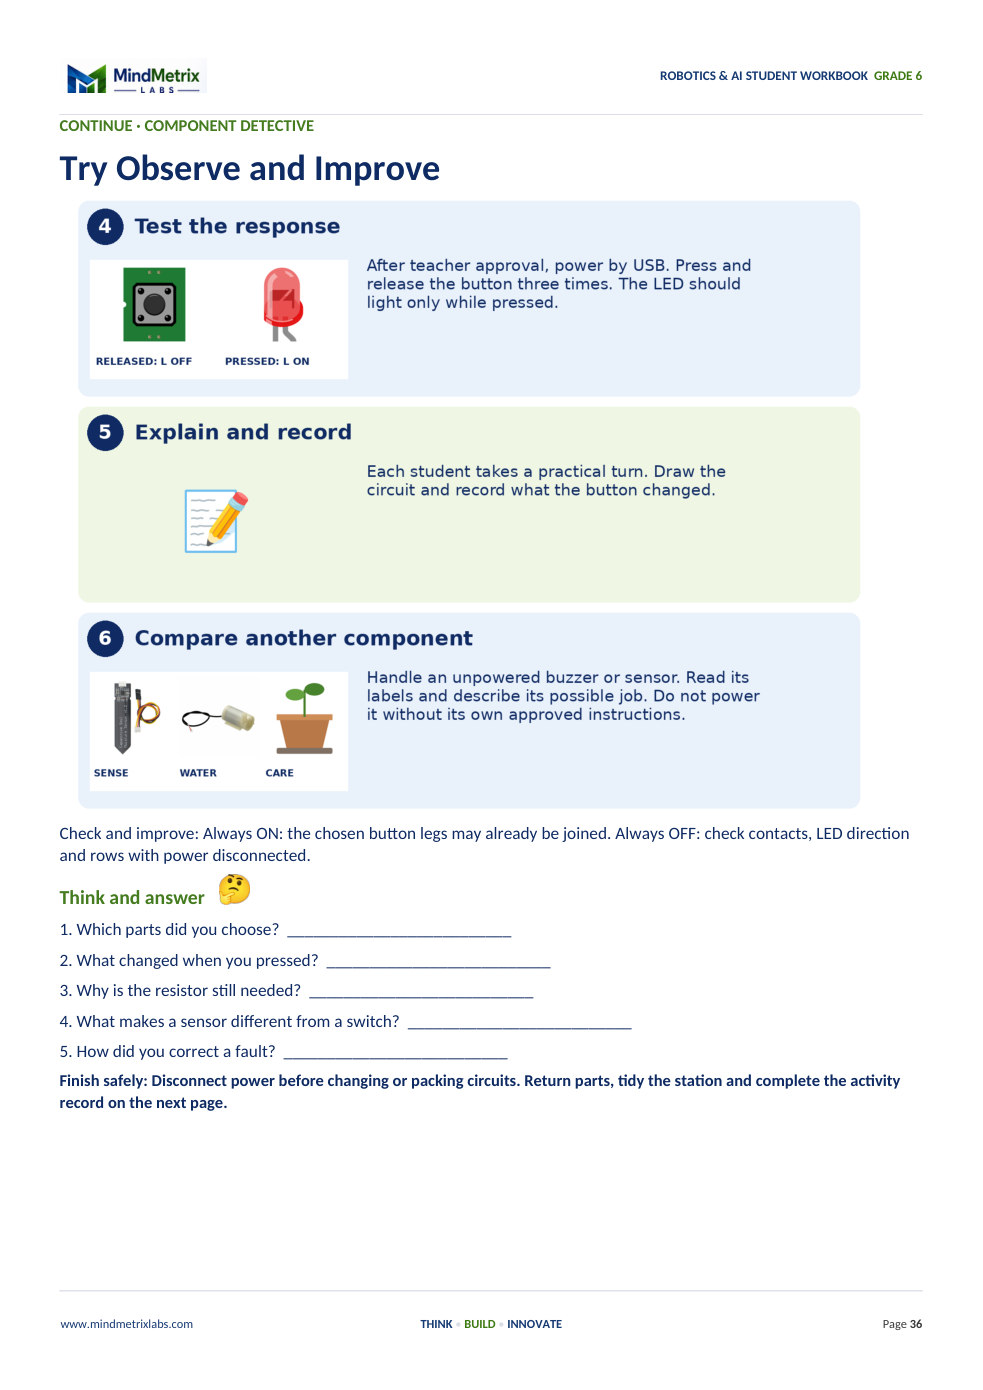 MindMetrix
LABS
ROBOTICS & AI STUDENT WORKBOOK GRADE 6
CONTINUE · COMPONENT DETECTIVE
Try Observe and Improve
4 Test the response
After teacher approval, power by USB. Press and
release the button three times. The LED should
light only while pressed.
RELEASED: L OFF PRESSED: L ON
5 Explain and record
Each student takes a practical turn. Draw the
circuit and record what the button changed.
6 Compare another component
Handle an unpowered buzzer or sensor. Read its
labels and describe its possible job. Do not power
it without its own approved instructions.
SENSE WATER CARE
Check and improve: Always ON: the chosen button legs may already be joined. Always OFF: check contacts, LED direction
and rows with power disconnected.
Think and answer
1. Which parts did you choose? __________________________
2. What changed when you pressed? __________________________
3. Why is the resistor still needed? __________________________
4. What makes a sensor different from a switch? __________________________
5. How did you correct a fault? __________________________
Finish safely: Disconnect power before changing or packing circuits. Return parts, tidy the station and complete the activity
record on the next page.
www.mindmetrixlabs.com
THINK • BUILD • INNOVATE
Page 36